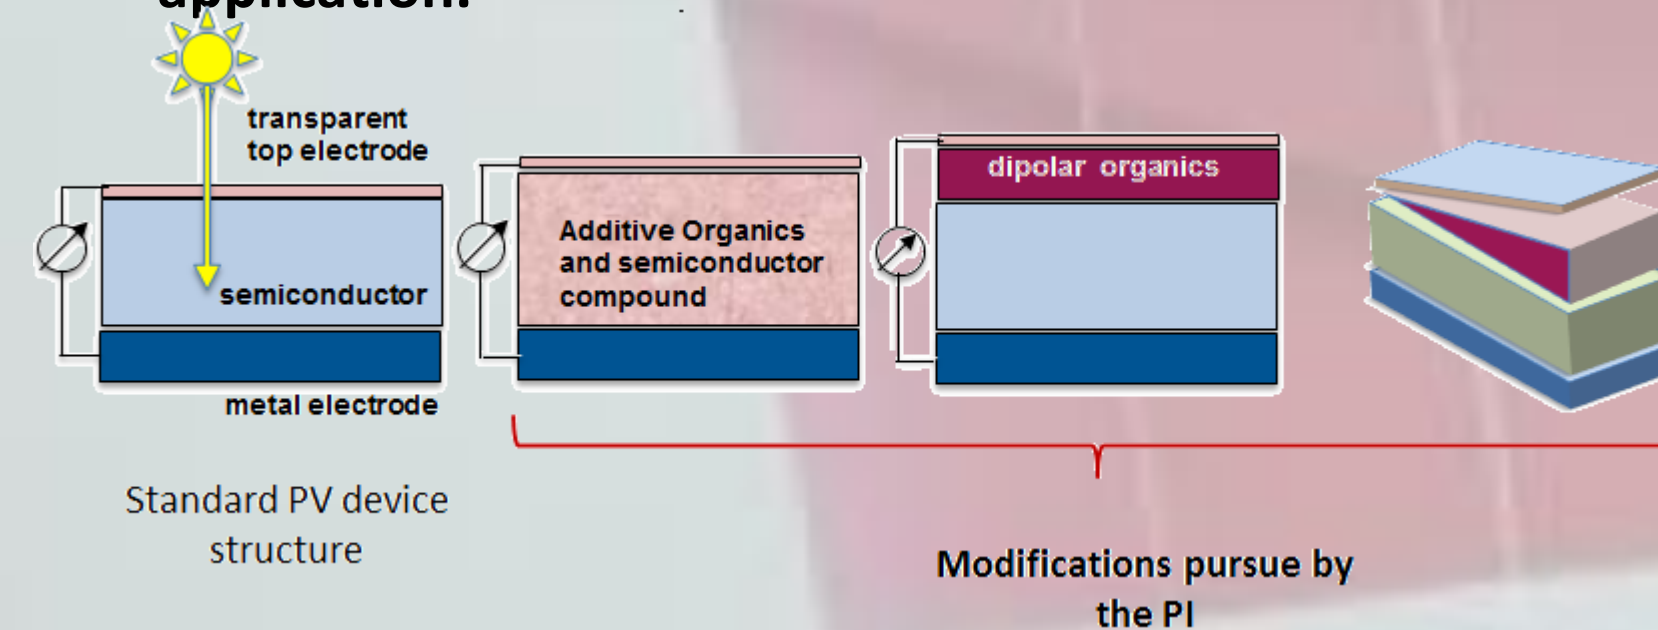 application.
transparent
top electrode
semiconductor
metal electrode
Additive Organics
and semiconductor
compound
dipolar organics
Standard PV device
structure
Modifications pursue by
the PI